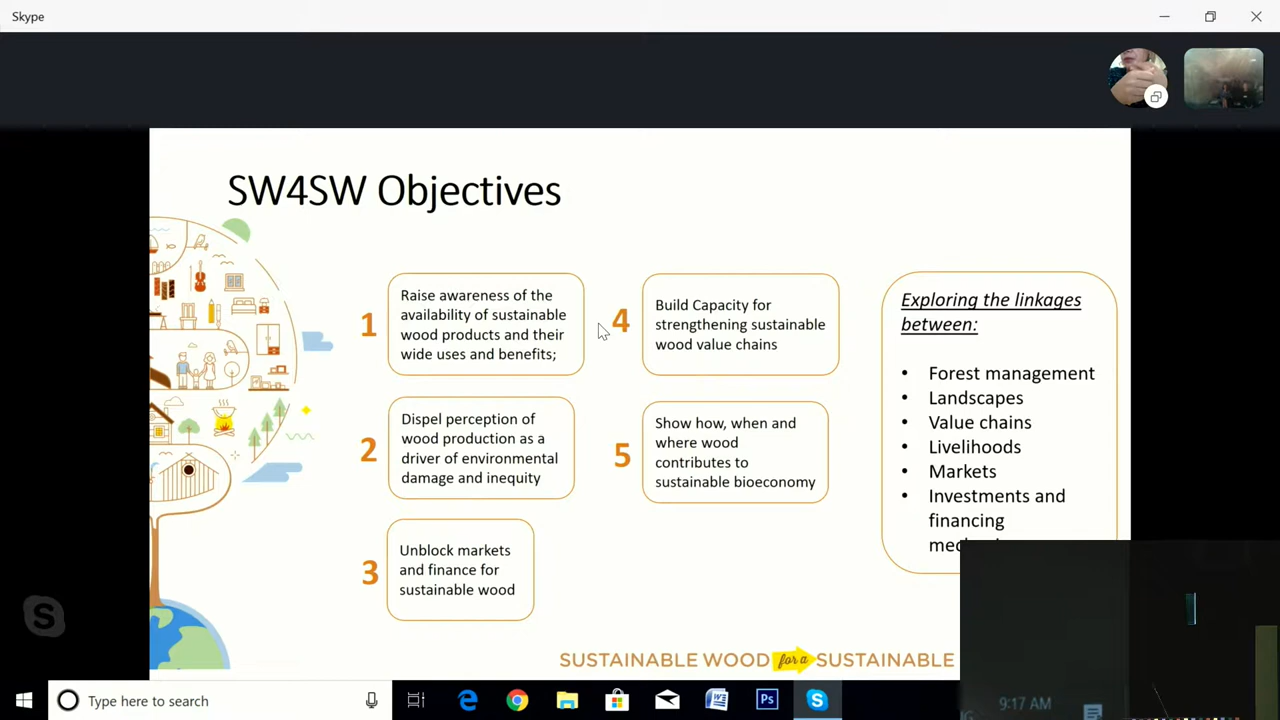 Skype
SW4SW Objectives
1
Raise awareness of the
availability of sustainable
wood products and their
wide uses and benefits;
2
Dispel perception of
wood production as a
driver of environmental
damage and inequity
3
Unblock markets
and finance for
sustainable wood
4
Build Capacity for
strengthening sustainable
wood value chains
5
Show how, when and
where wood
contributes to
sustainable bioeconomy
Exploring the linkages
between:
• Forest management
• Landscapes
• Value chains
• Livelihoods
• Markets
• Investments and
financing
SUSTAINABLE WOOD for a SUSTAINABLE
Type here to search
9:17 AM